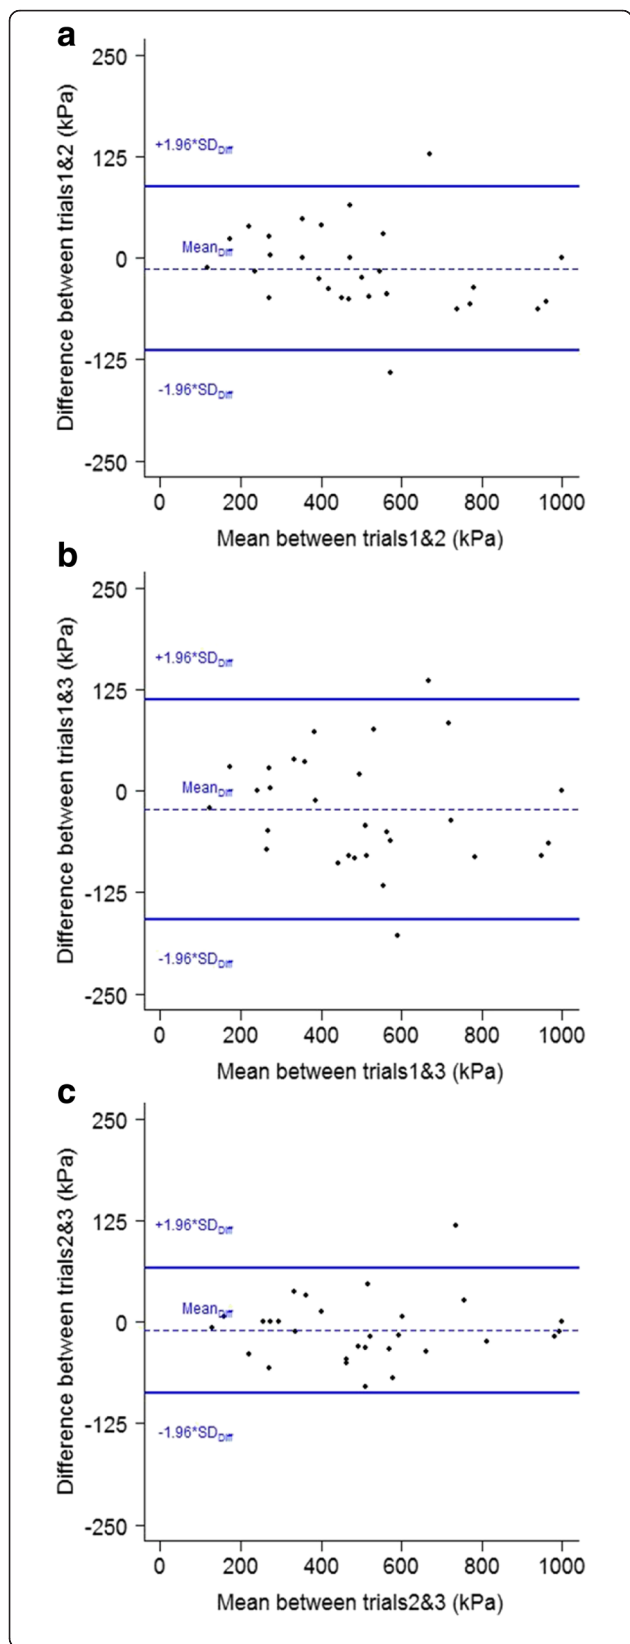 a
Difference between trials1&2 (kPa)
250
125
0
-125
-250
+1.96*SDDiff
MeanDiff
-1.96*SDDiff
0 200 400 600 800 1000
Mean between trials1&2 (kPa)
b
Difference between trials1&3 (kPa)
250
125
0
-125
-250
+1.96*SDDiff
MeanDiff
-1.96*SDDiff
0 200 400 600 800 1000
Mean between trials1&3 (kPa)
c
Difference between trials2&3 (kPa)
250
125
0
-125
-250
+1.96*SDDiff
MeanDiff
-1.96*SDDiff
0 200 400 600 800 1000
Mean between trials2&3 (kPa)